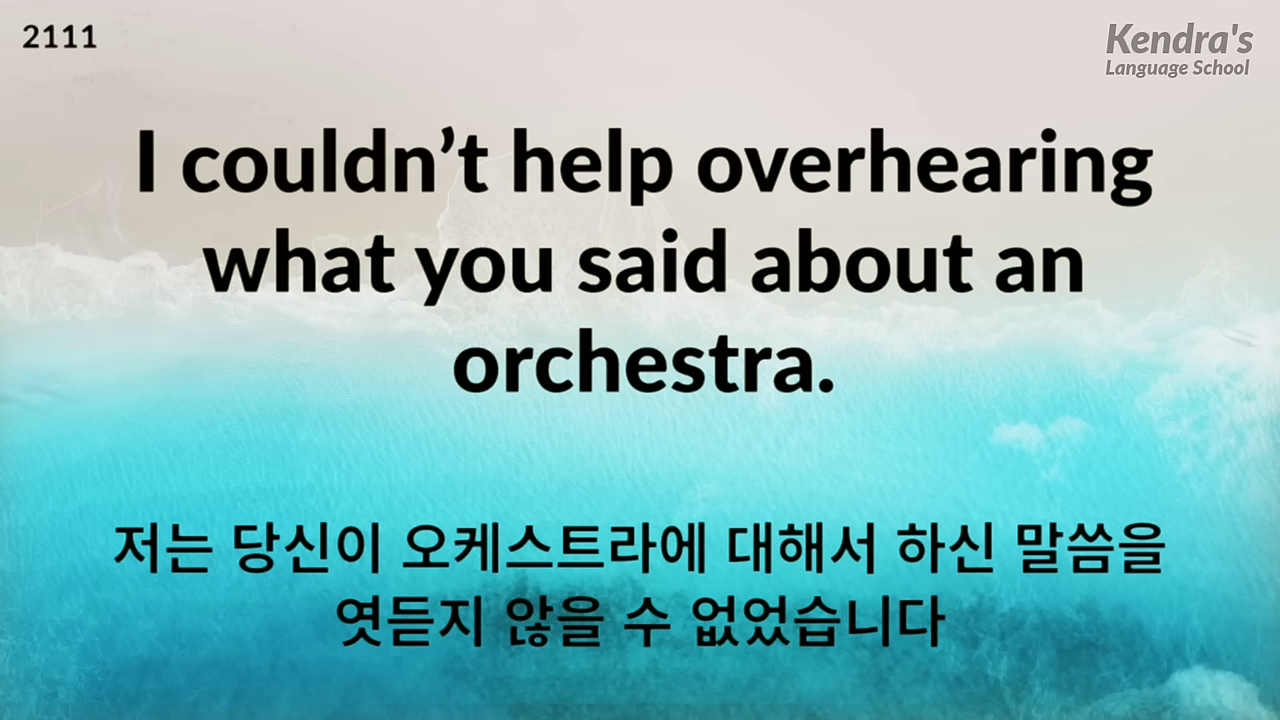 2111
Kendra's
Language School
I couldn’t help overhearing
what you said about an
orchestra.
저는 당신이 오케스트라에 대해서 하신 말씀을
엿듣지 않을 수 없었습니다